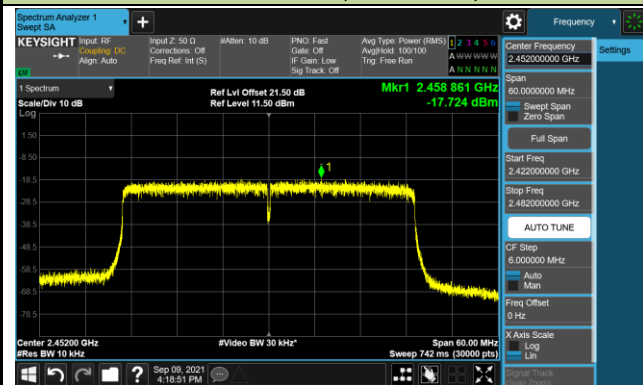 Spectrum Analyzer 1
Swept SA
Frequency
KEYSIGHT
Input: RF
Coupling: DC
Align: Auto
Input Z: 50 Ω
Corrections: Off
Freq Ref: Int (S)
#Atten: 10 dB
PNO: Fast
Gate: Off
IF Gain: Low
Sig Track: Off
Avg Type: Power (RMS)
Avg|Hold: 100/100
Trig: Free Run
1 2 3 4 5 6
A W W W W W
A N N N N N
LXI
1 Spectrum
Scale/Div 10 dB
Log
Ref Lvl Offset 21.50 dB
Ref Level 11.50 dBm
Mkr1 2.458 861 GHz
-17.724 dBm
1.50
-8.50
-18.5
-28.5
-38.5
-48.5
-58.5
-68.5
-78.5
1
Center 2.45200 GHz
#Res BW 10 kHz
#Video BW 30 kHz*
Span 60.00 MHz
Sweep 742 ms (30000 pts)
Sep 09, 2021
4:18:51 PM
Center Frequency
2.452000000 GHz
Span
60.0000000 MHz
Swept Span
Zero Span
Full Span
Start Freq
2.422000000 GHz
Stop Freq
2.482000000 GHz
AUTO TUNE
CF Step
6.000000 MHz
Auto
Man
Freq Offset
0 Hz
X Axis Scale
Log
Lin
Signal Track
(Span Zoom)
Settings